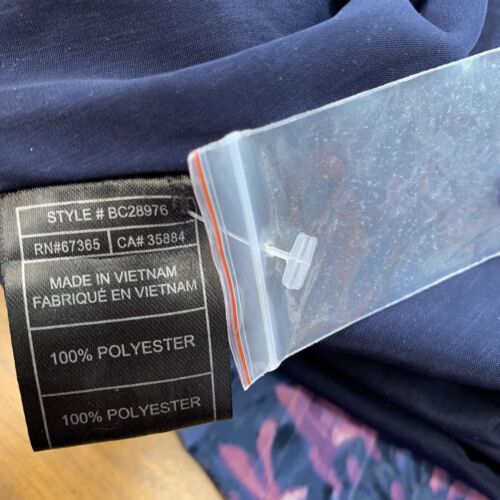 STYLE # BC28976
RN#67365 CA# 35884
MADE IN VIETNAM
FABRIQUÉ EN VIETNAM
100% POLYESTER
100% POLYESTER